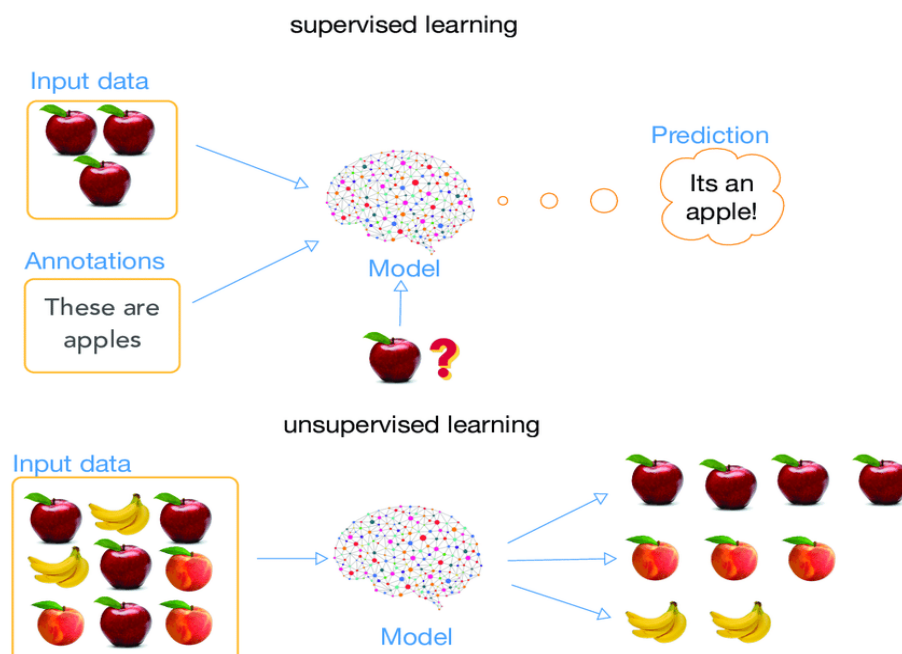 supervised learning
Input data
Prediction
Its an
apple!
Annotations
These are
apples
Model
?
unsupervised learning
Input data
Model